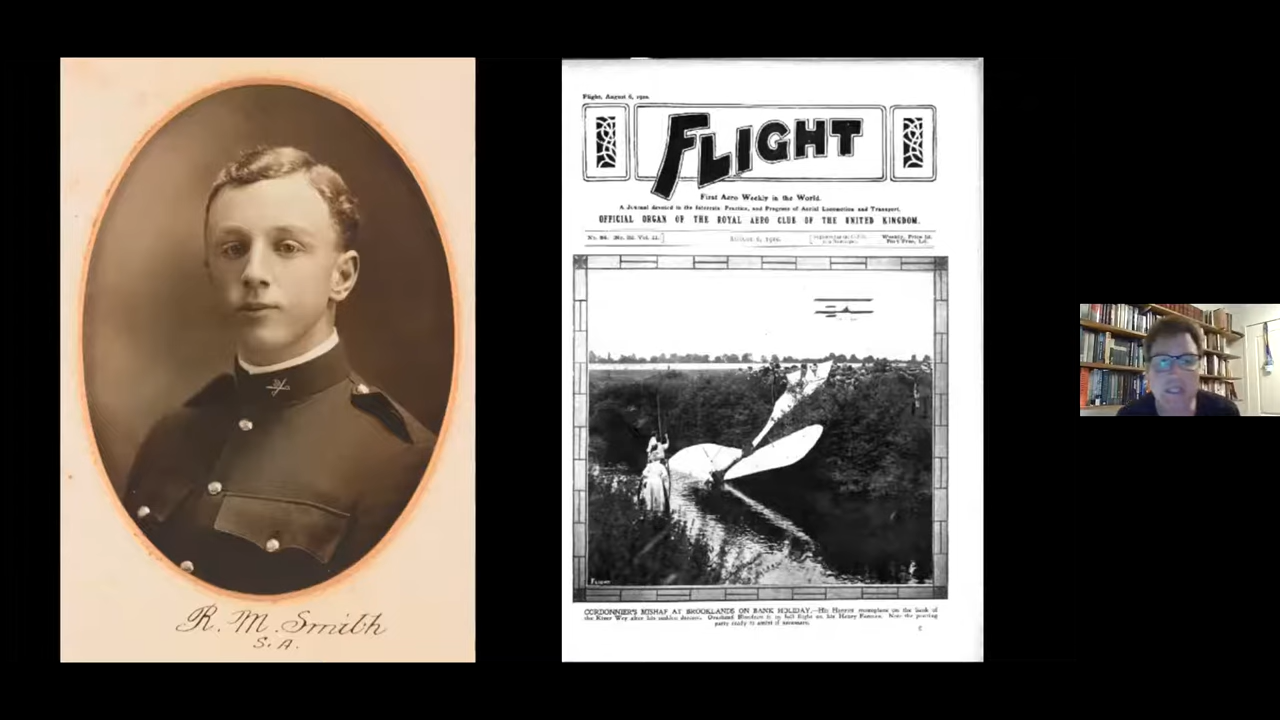 R. M. Smith
S. A.
Flight, August 6, 1910.
FLIGHT
First Aero Weekly in the World.
A Journal devoted to the Interests, Practice, and Progress of Aerial Locomotion and Transport.
OFFICIAL ORGAN OF THE ROYAL AERO CLUB OF THE UNITED KINGDOM.
Weekly, Price 1d.
FLIGHT
CORDONNIER'S MISHAP AT BROOKLANDS ON BANK HOLIDAY.—His Hanriot monoplane on the bank of
the River Wey after his sudden descent. Overhead Blondeau is in full flight on his Henry Farman. Note the punting
party ready to assist if necessary.